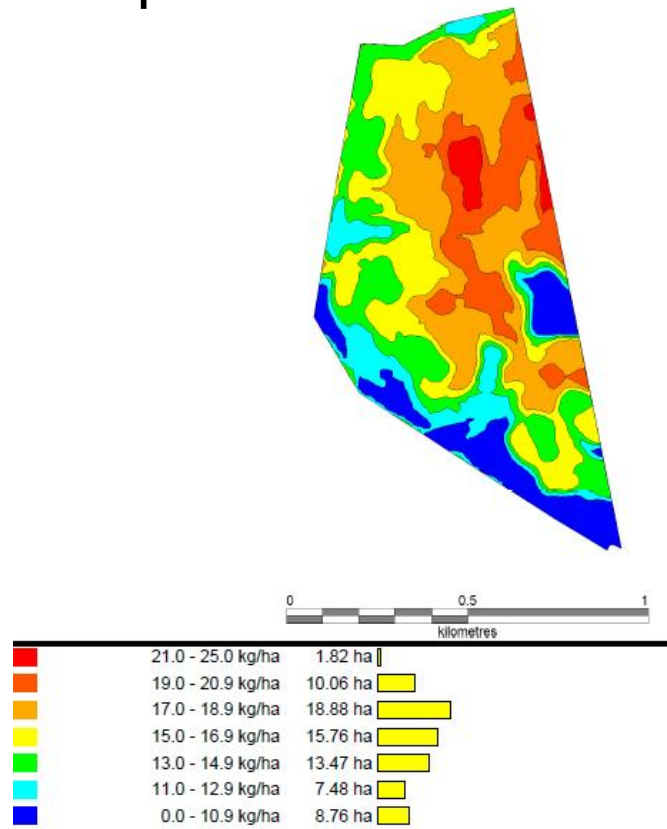 0 0.5 1
kilometres
21.0 - 25.0 kg/ha 1.82 ha
19.0 - 20.9 kg/ha 10.06 ha
17.0 - 18.9 kg/ha 18.88 ha
15.0 - 16.9 kg/ha 15.76 ha
13.0 - 14.9 kg/ha 13.47 ha
11.0 - 12.9 kg/ha 7.48 ha
0.0 - 10.9 kg/ha 8.76 ha